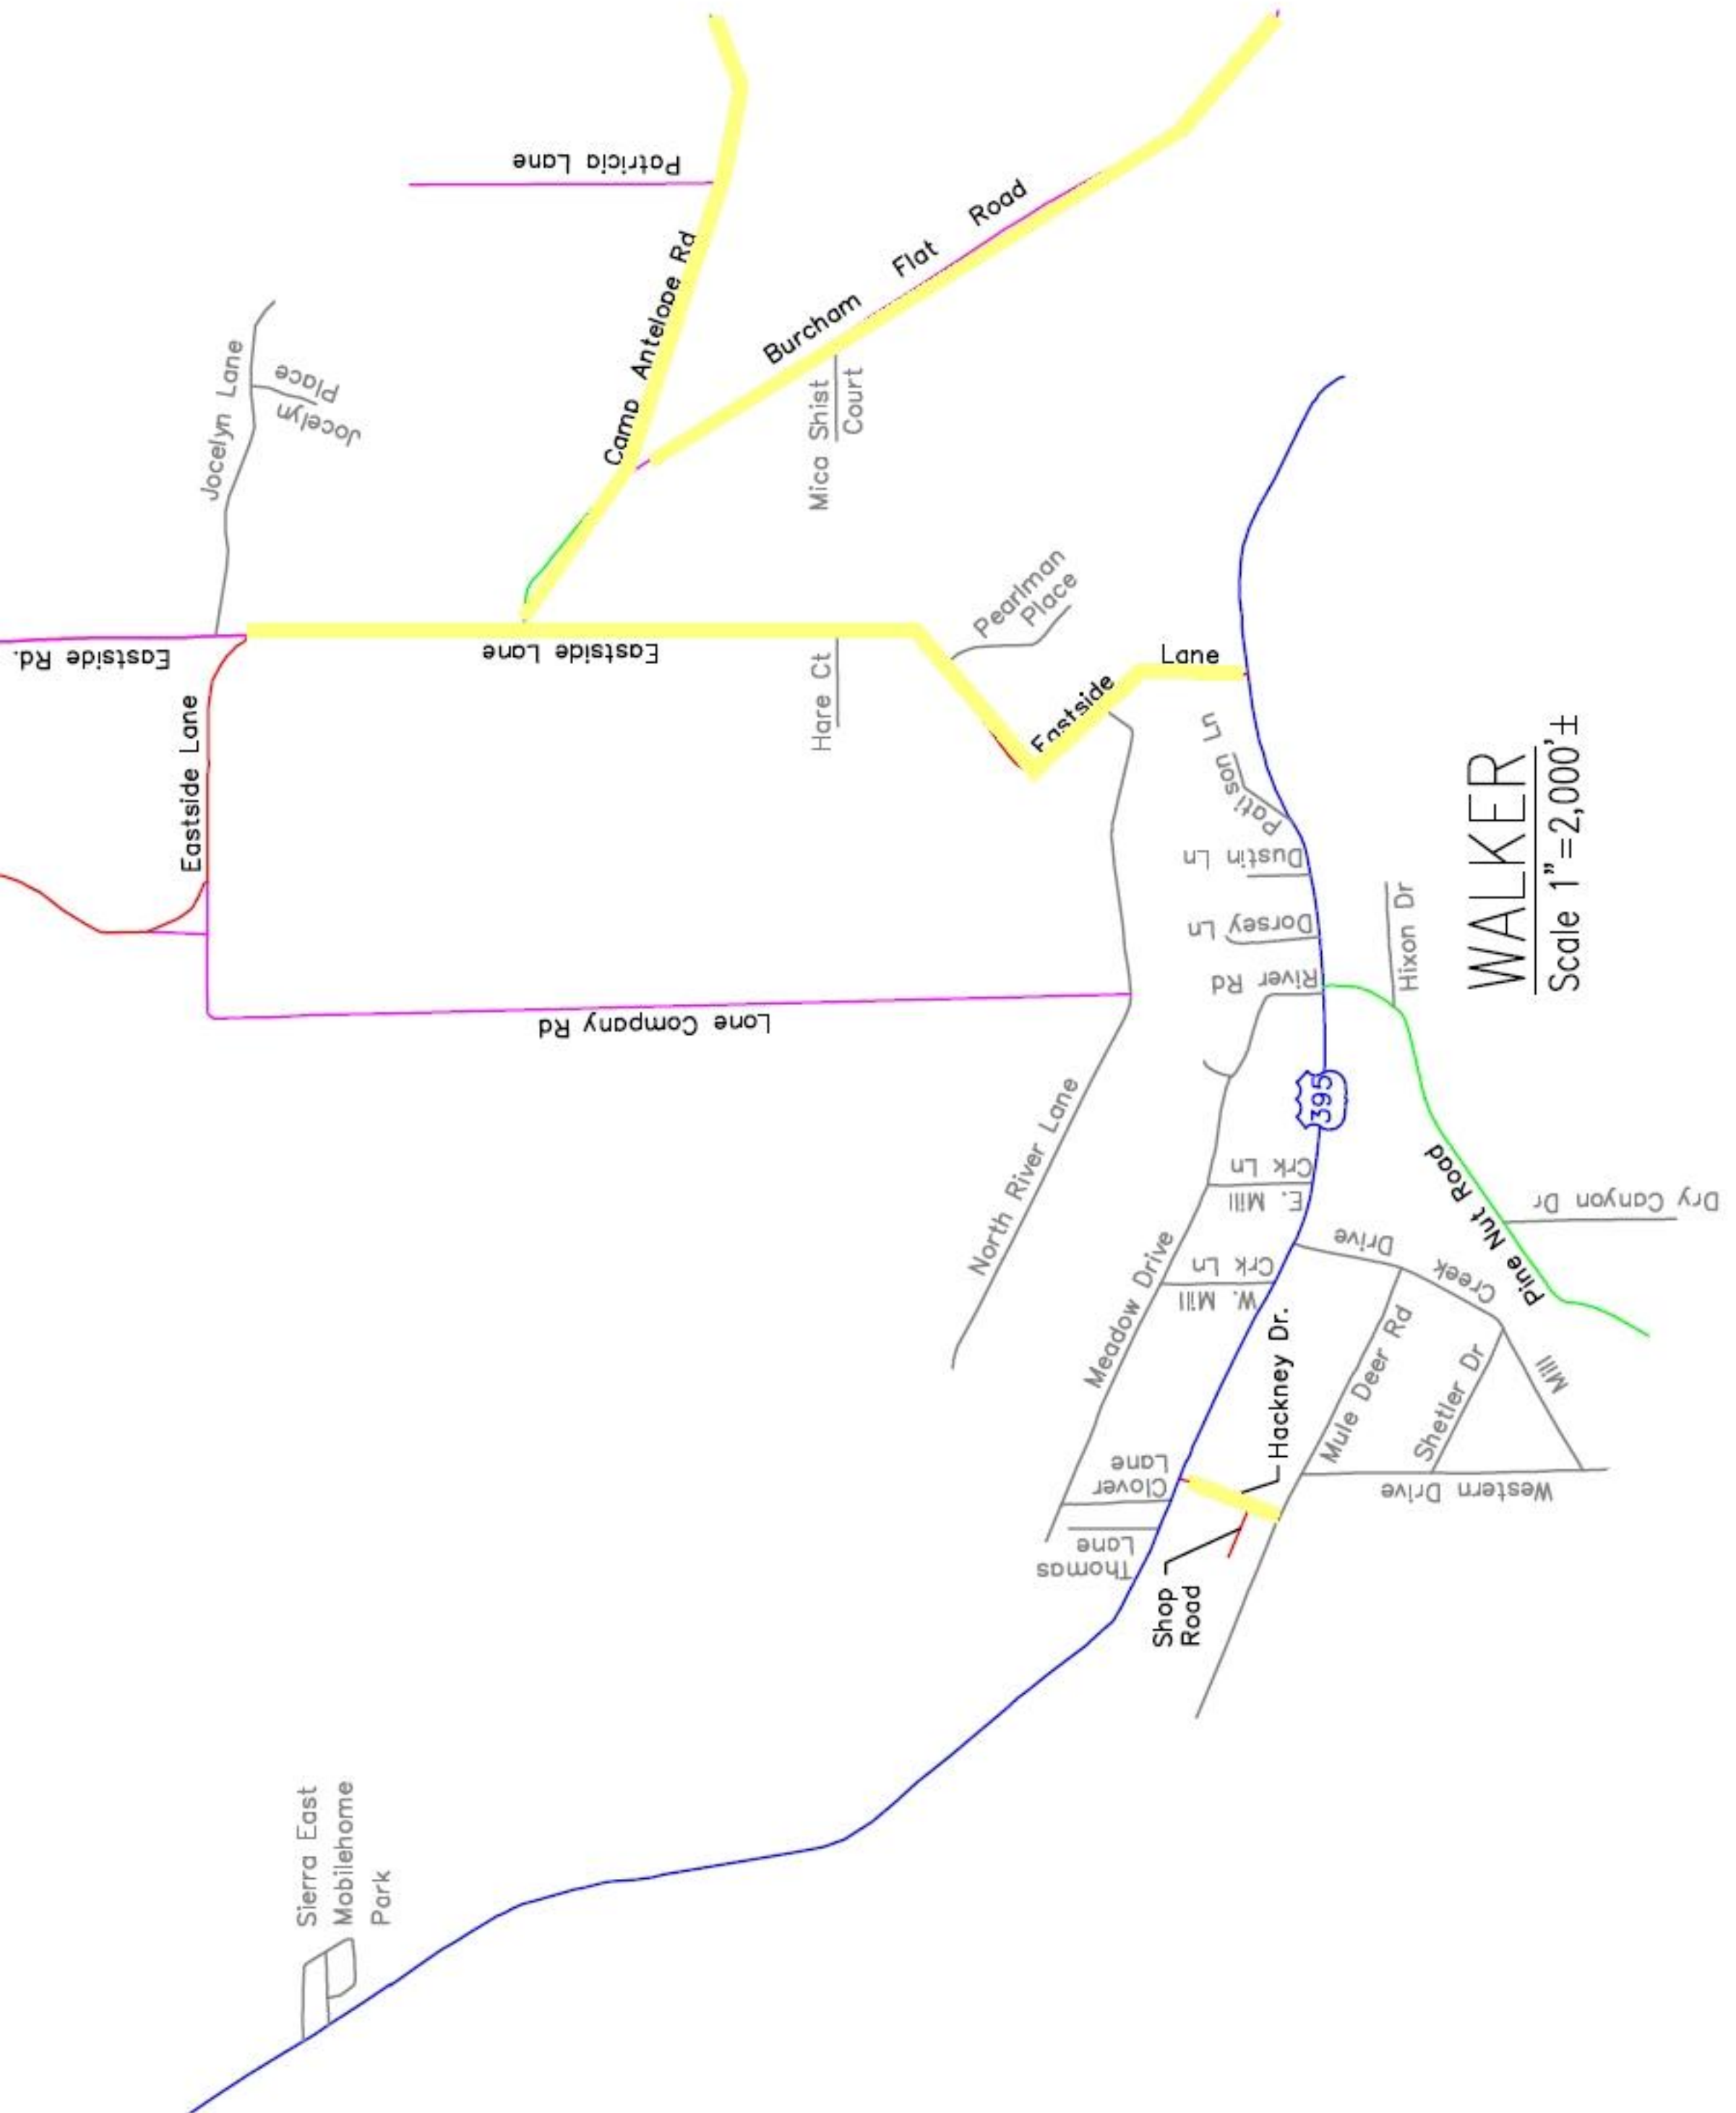 Patricia Lane
Camp Antelope Rd
Burcham Flat Road
Jocelyn Lane
Jocelyn
Place
Mica Shist
Court
Eastside Rd.
Eastside Lane
Eastside Lane
Hare Ct
Pearlman
Place
Eastside Lane
Patison Ln
Dustin Ln
Dorsey Ln
River Rd
Hixon Dr
Lone Company Rd
North River Lane
395
Pine Nut Road
Dry Canyon Dr
E. Mill
Crk Ln
W. Mill
Crk Ln
Meadow Drive
Mill Creek Drive
Hackney Dr.
Mule Deer Rd
Shetler Dr
Western Drive
Clover
Lane
Thomas
Lane
Shop
Road
Sierra East
Mobilehome
Park
WALKER
Scale 1"=2,000'±